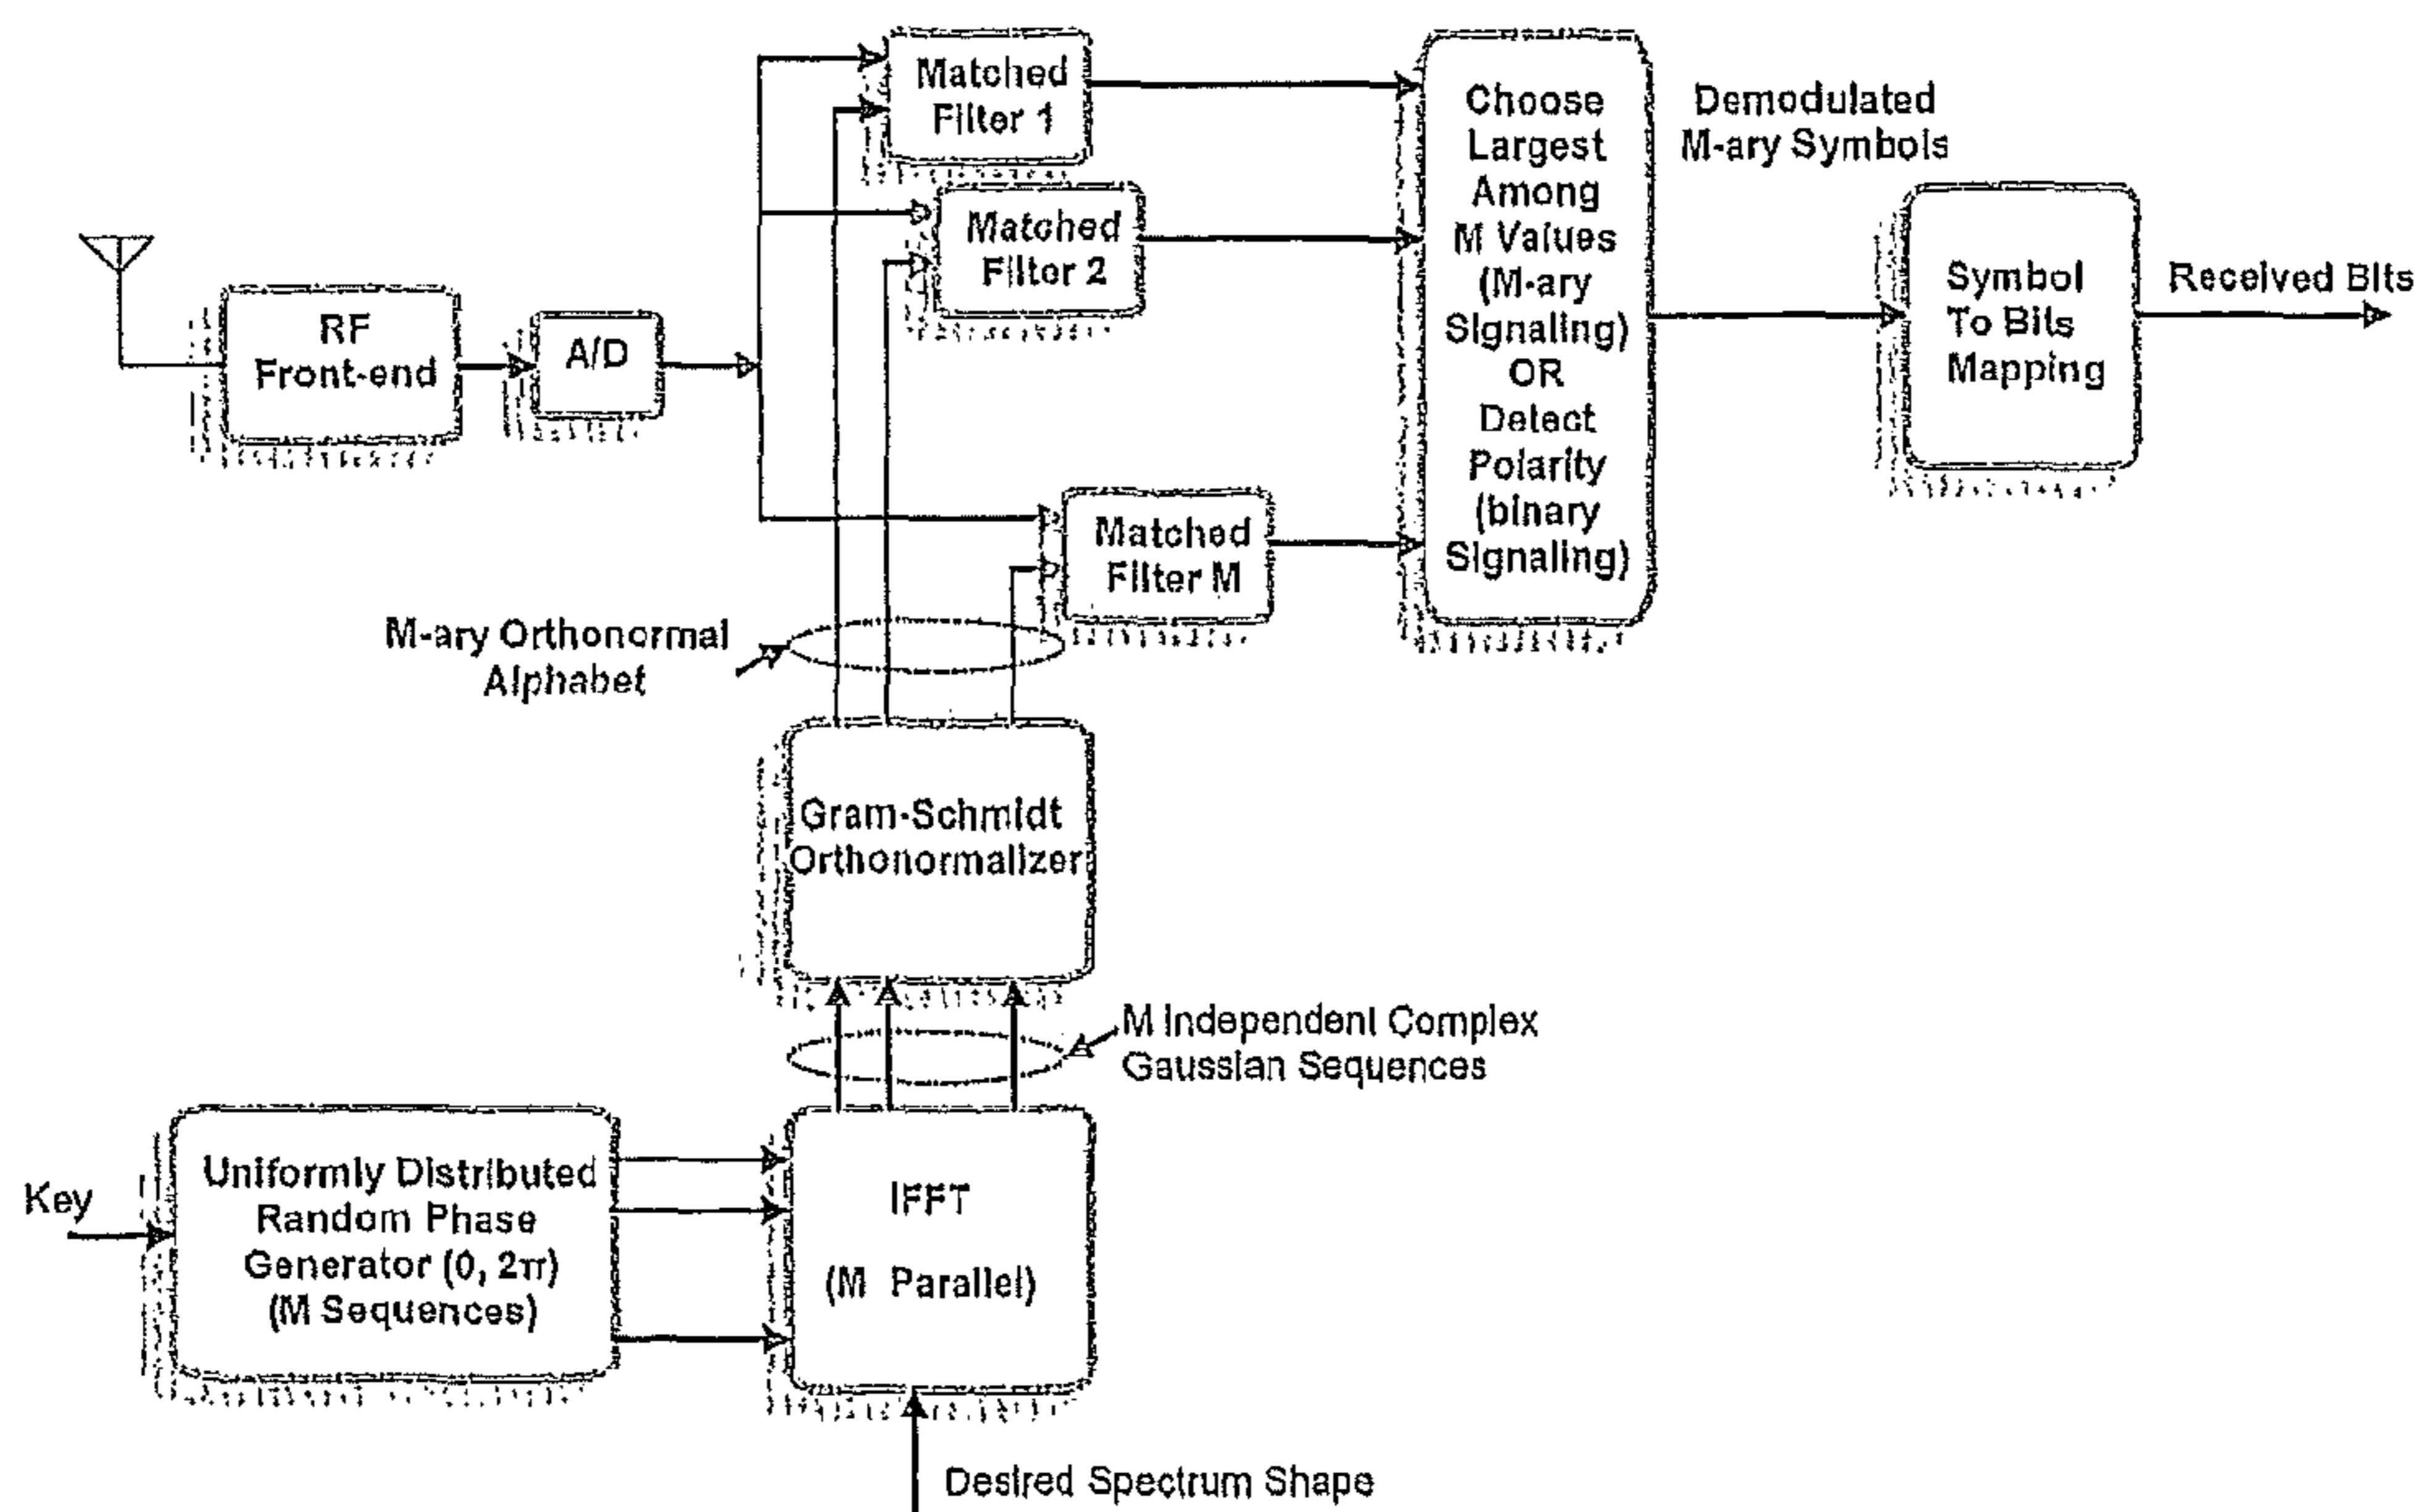 Matched
Filter 1
Choose
Largest
Among
M Values
(M-ary
Signaling)
OR
Detect
Polarity
(binary
Signaling)
Demodulated
M-ary Symbols
Matched
Filter 2
Symbol
To Bits
Mapping
Received Bits
RF
Front-end
A/D
Matched
Filter M
M-ary Orthonormal
Alphabet
Gram-Schmidt
Orthonormalizer
M Independent Complex
Gaussian Sequences
Key
Uniformly Distributed
Random Phase
Generator (0, 2π)
(M Sequences)
IFFT
(M Parallel)
Desired Spectrum Shape